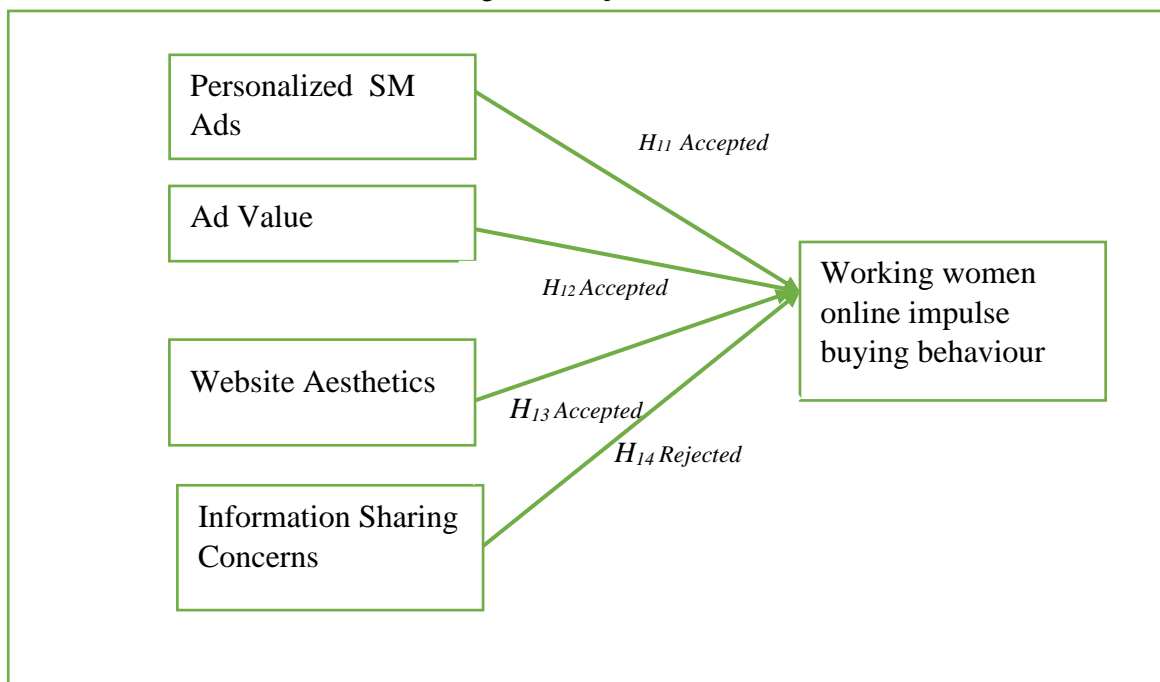 Personalized SM
Ads
H11 Accepted
Ad Value
H12 Accepted
Working women
online impulse
buying behaviour
Website Aesthetics
H13 Accepted
H14 Rejected
Information Sharing
Concerns